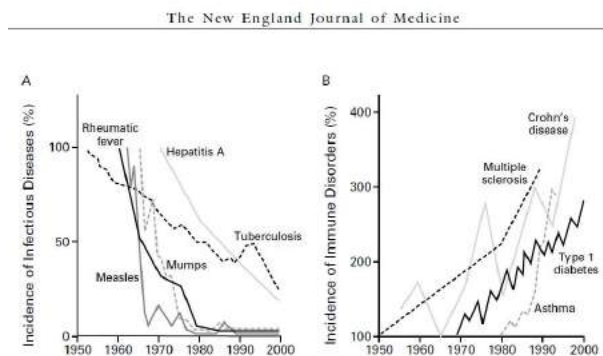 The New England Journal of Medicine
A
Incidence of Infectious Diseases (%)
100
50
0
Rheumatic
fever
Hepatitis A
Tuberculosis
Mumps
Measles
1950 1960 1970 1980 1990 2000
B
Incidence of Immune Disorders (%)
400
300
200
100
Crohn's
disease
Multiple
sclerosis
Type 1
diabetes
Asthma
1950 1960 1970 1980 1990 2000